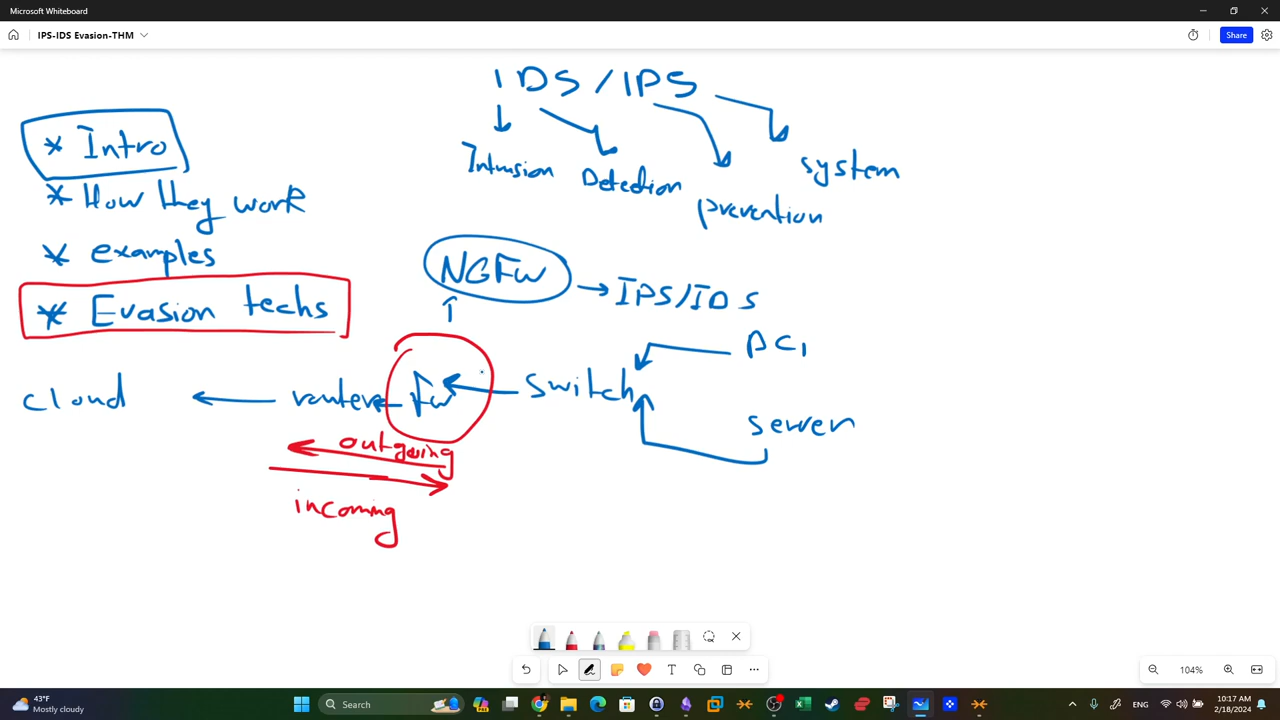 Microsoft Whiteboard
IPS-IDS Evasion-THM
Share
IDS/IPS
Intrusion
Detection
prevention
system
* Intro
* How they work
* examples
* Evasion techs
NGFW
IPS/IDS
cloud
router
FW
switch
PC1
server
outgoing
incoming
104%
43°F
Mostly cloudy
Search
ENG
10:17 AM
2/18/2024